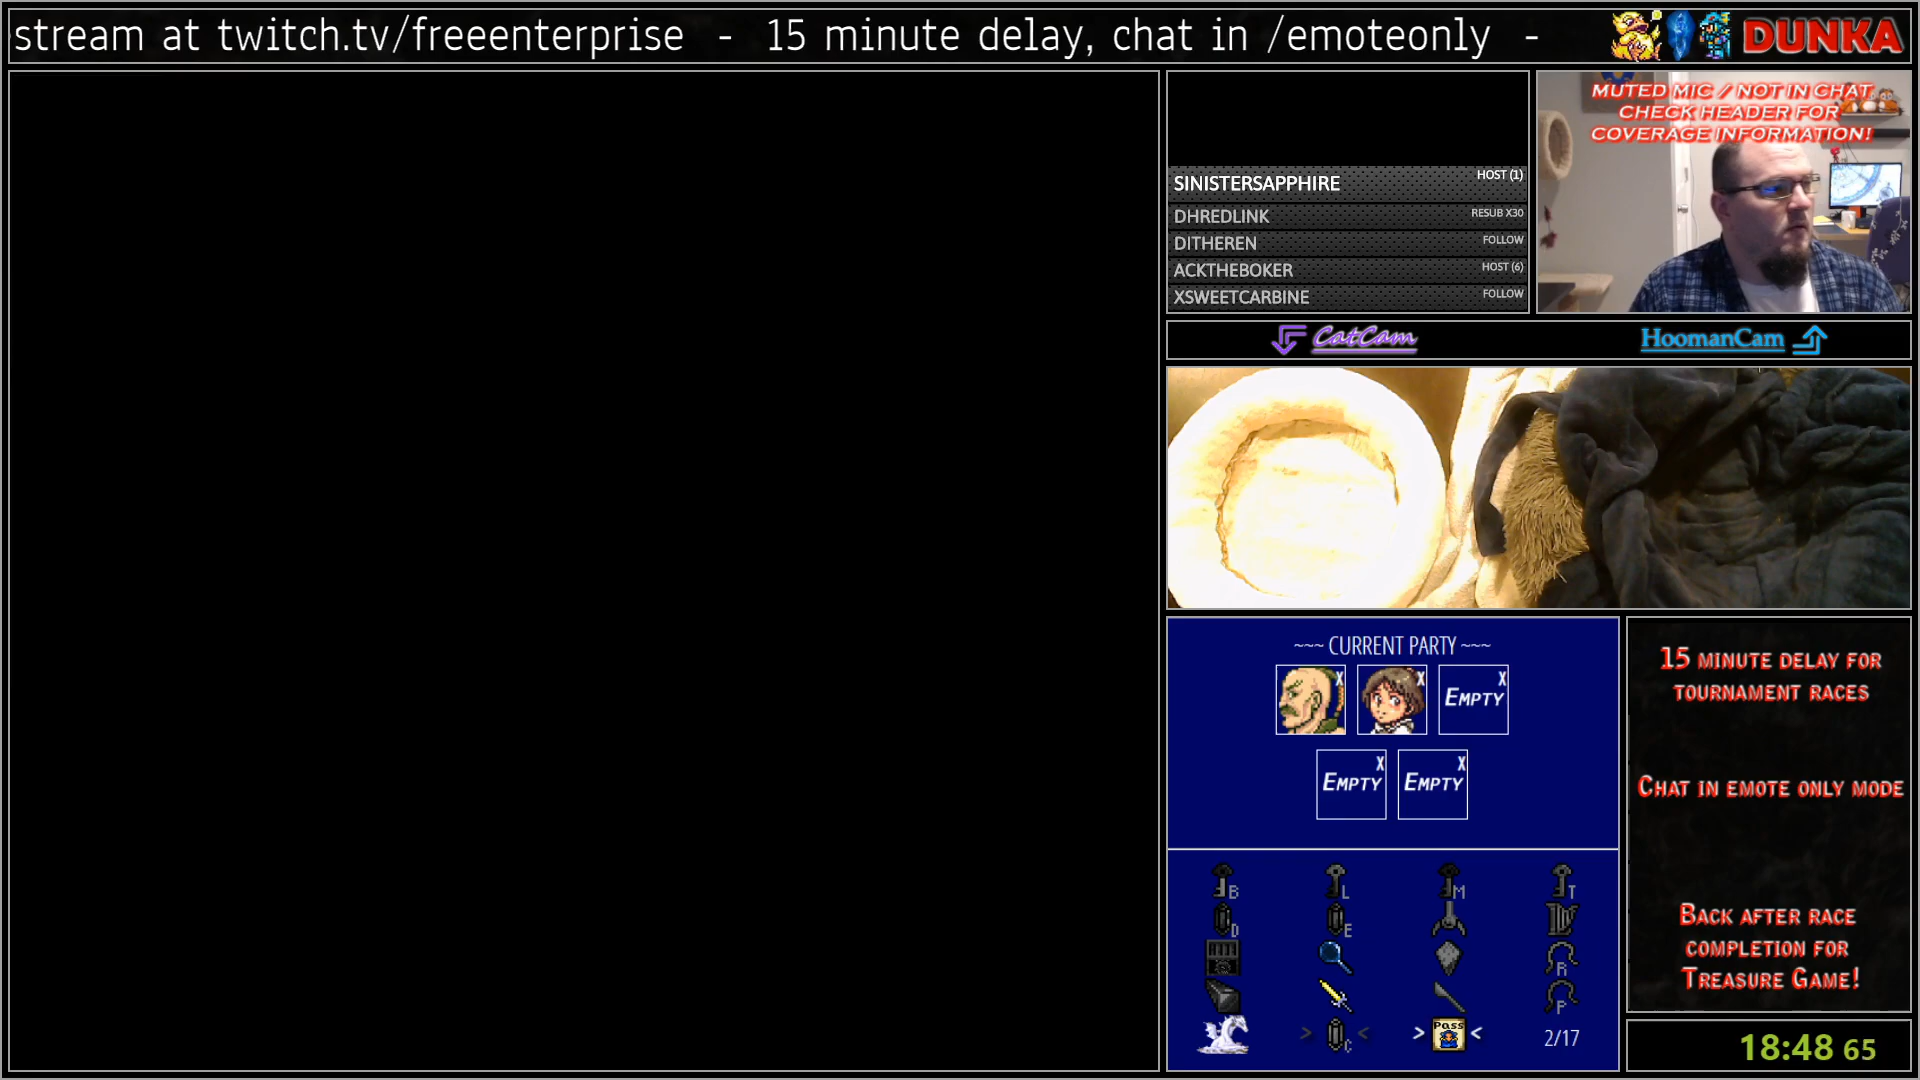 stream at twitch.tv/freeenterprise - 15 minute delay, chat in /emoteonly -
DUNKA
MUTED MIC / NOT IN CHAT
CHECK HEADER FOR
COVERAGE INFORMATION!
SINISTERSAPPHIRE HOST (1)
DHREDLINK RESUB X30
DITHEREN FOLLOW
ACKTHEBOKER HOST (6)
XSWEETCARBINE FOLLOW
CatCam
HoomanCam
~~~ CURRENT PARTY ~~~
X X X
EMPTY
X X
EMPTY EMPTY
B L M T
D E
R
P
> C < > PASS < 2/17
15 MINUTE DELAY FOR
TOURNAMENT RACES
CHAT IN EMOTE ONLY MODE
BACK AFTER RACE
COMPLETION FOR
TREASURE GAME!
18:48 65